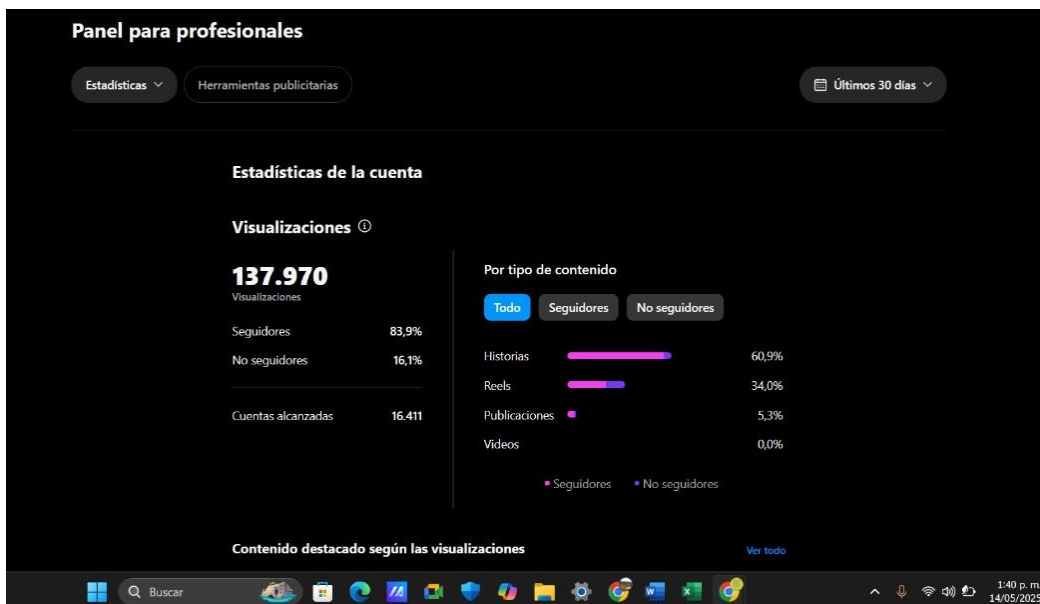 Panel para profesionales
Estadísticas
Herramientas publicitarias
Últimos 30 días
Estadísticas de la cuenta
Visualizaciones
137.970
Visualizaciones
Seguidores 83,9%
No seguidores 16,1%
Cuentas alcanzadas 16.411
Por tipo de contenido
Todo Seguidores No seguidores
Historias 60,9%
Reels 34,0%
Publicaciones 5,3%
Videos 0,0%
Seguidores No seguidores
Contenido destacado según las visualizaciones
Ver todo
Buscar
1:40 p. m.
14/05/2025